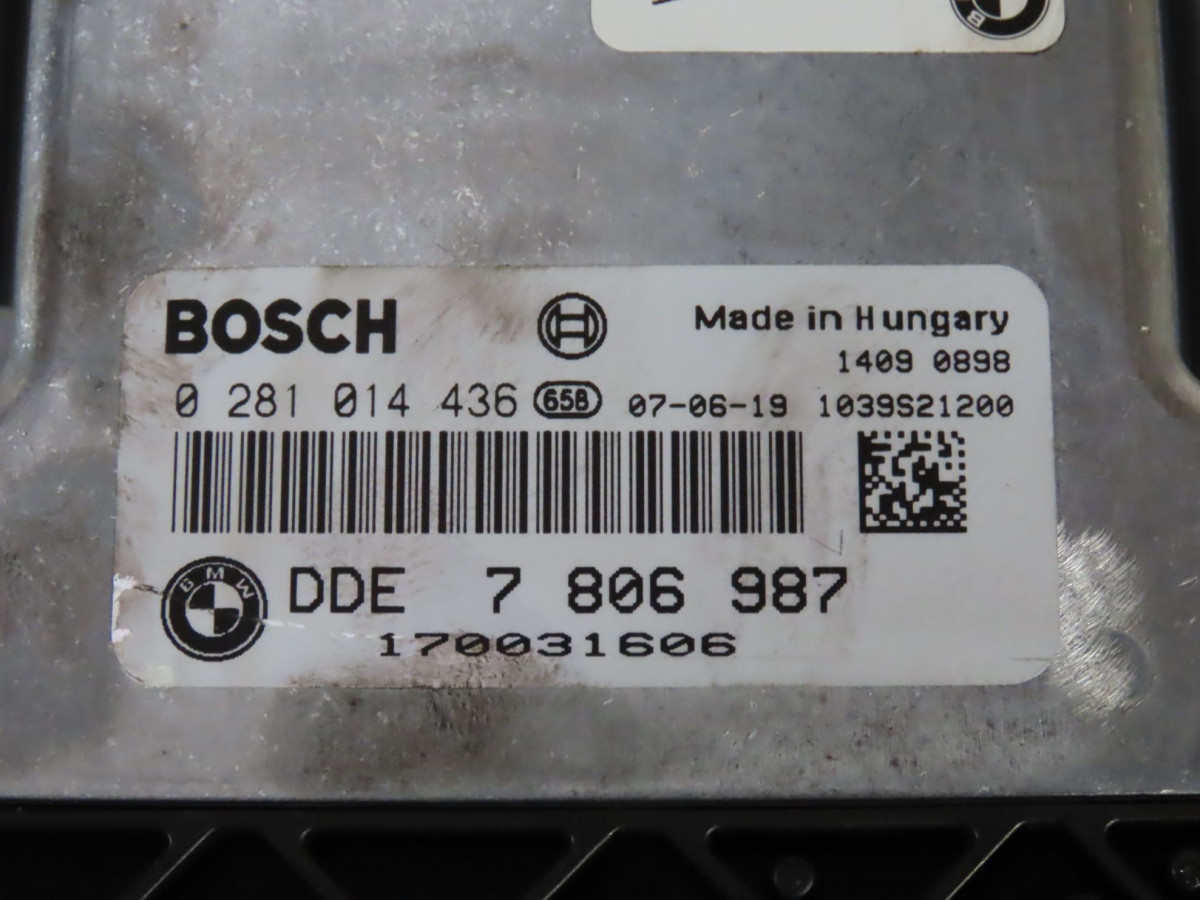 BOSCH
Made in Hungary
1409 0898
0 281 014 436 658 07-06-19 1039S21200
BMW
DDE 7 806 987
170031606